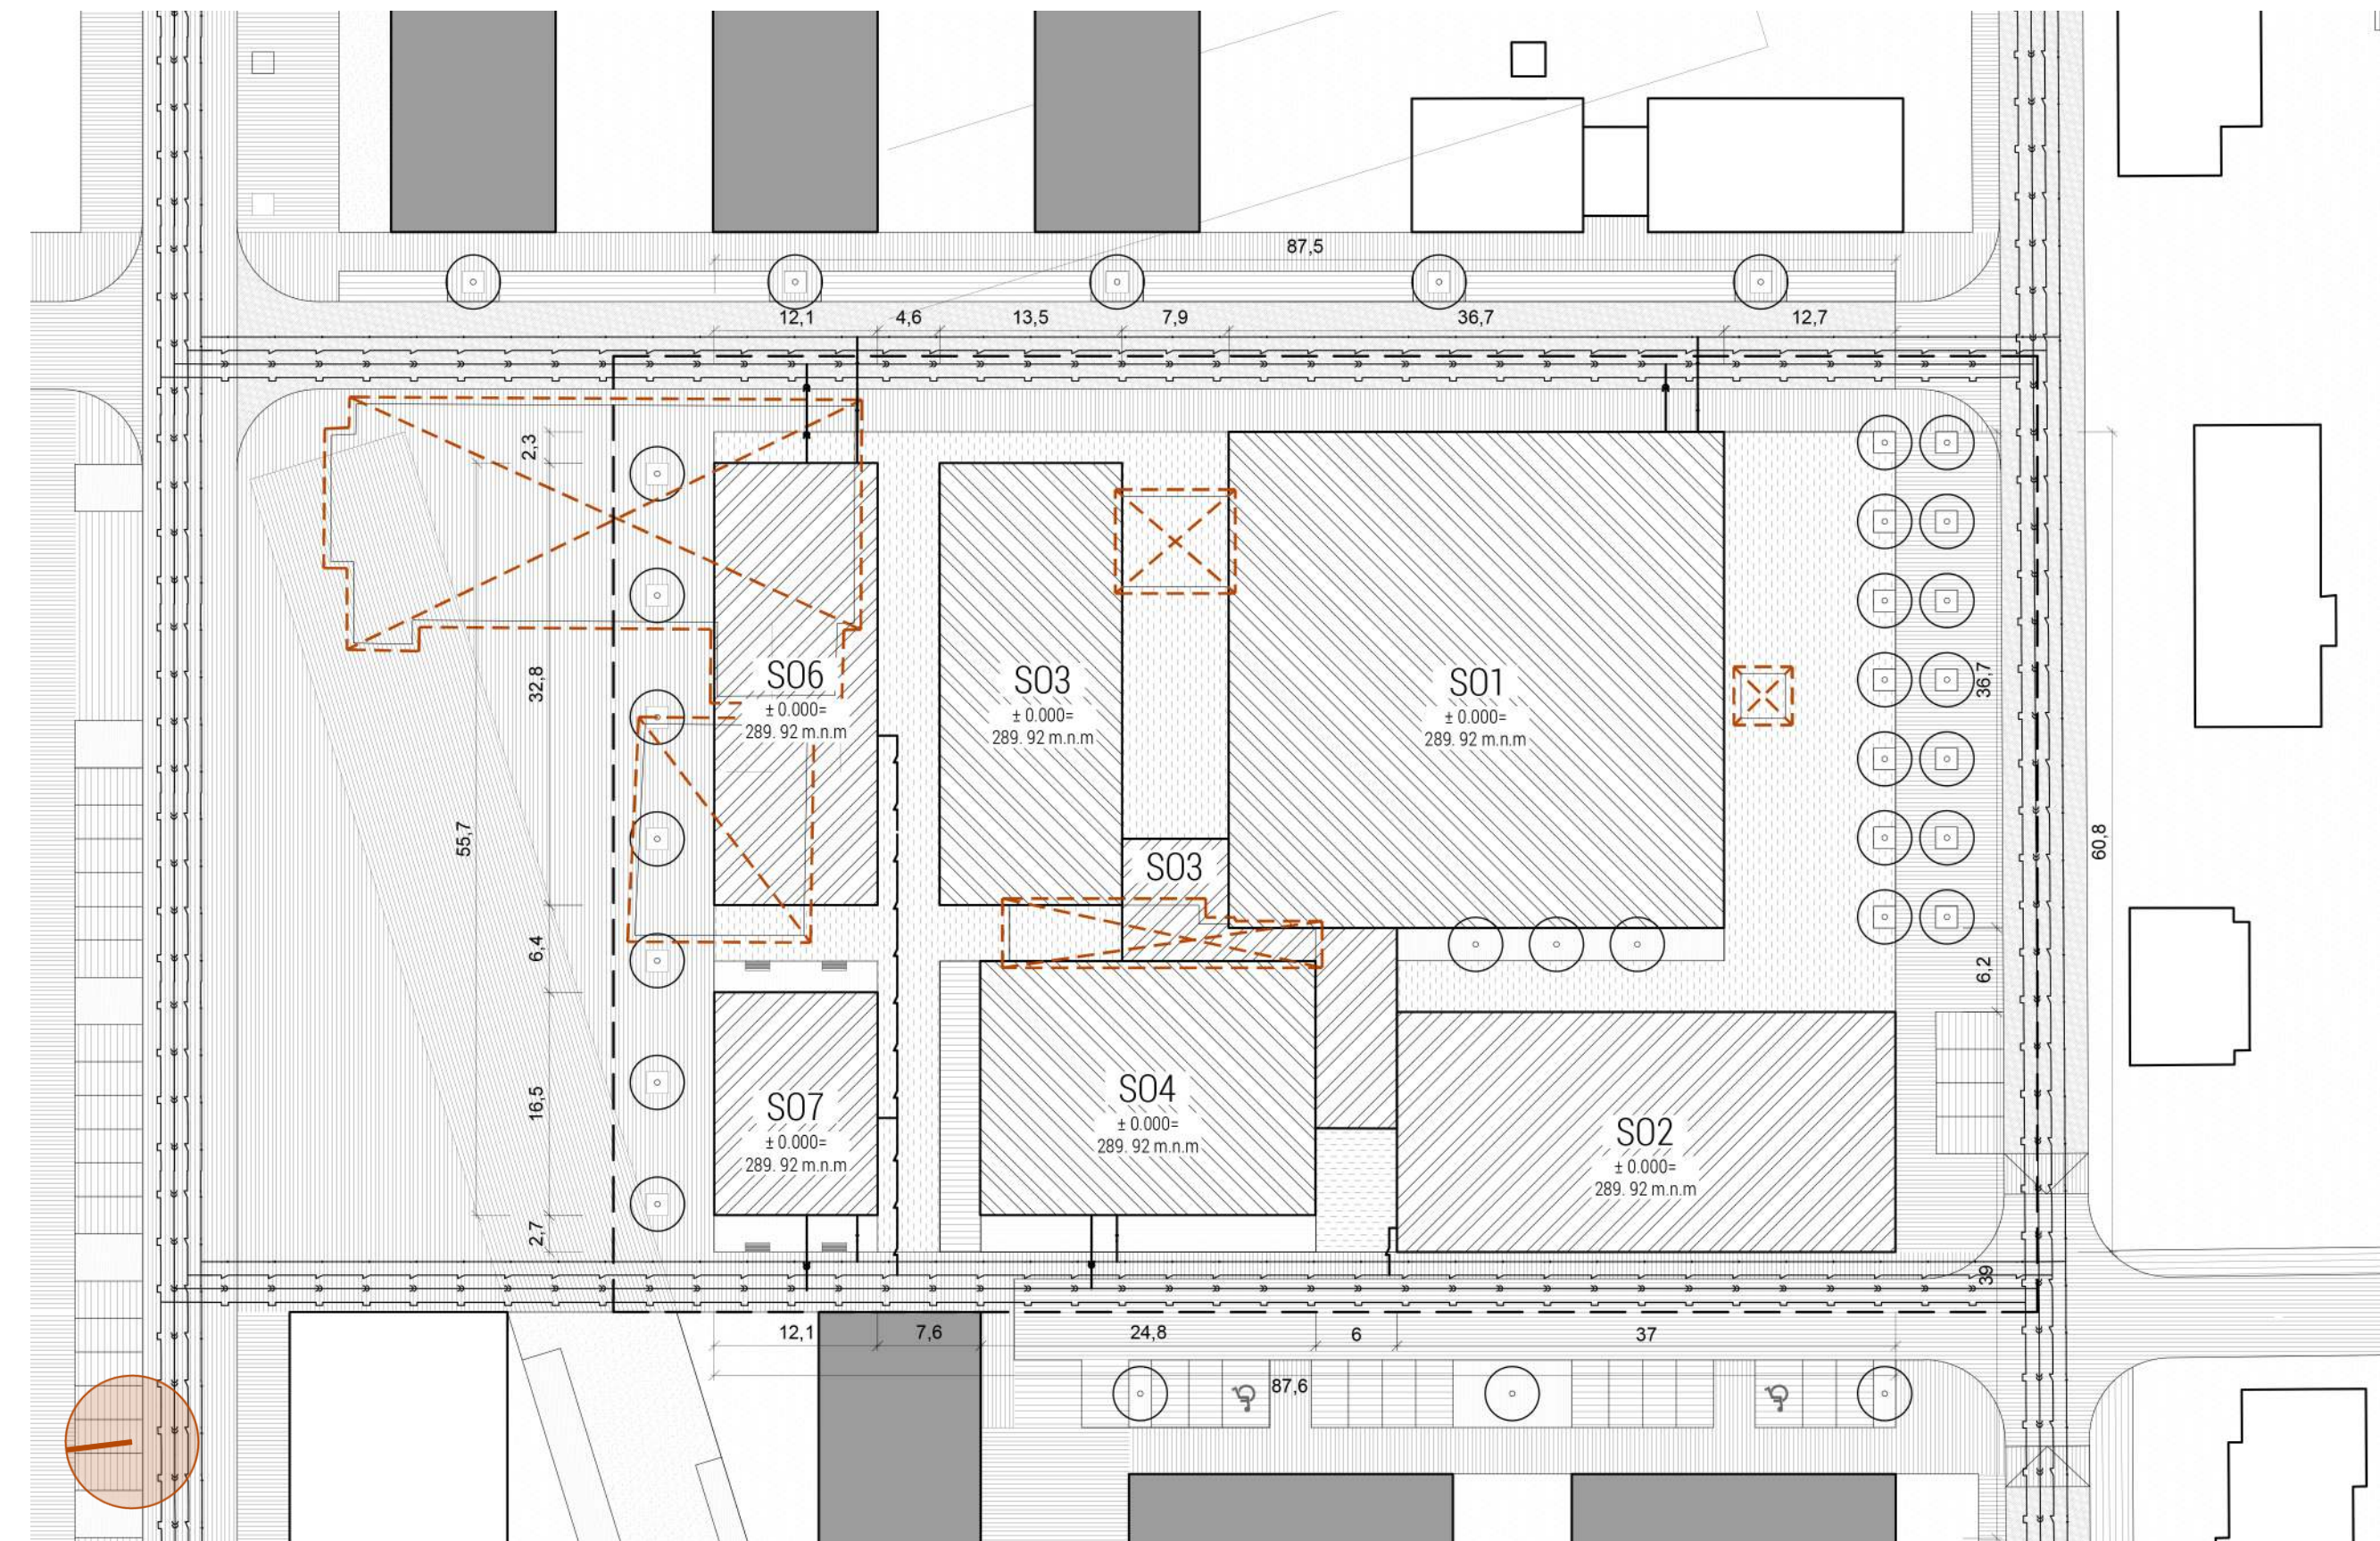 87,5
12,1
4,6
13,5
7,9
36,7
12,7
2,3
32,8
55,7
6,4
16,5
2,7
SO6
± 0.000=
289. 92 m.n.m
SO3
± 0.000=
289. 92 m.n.m
SO1
± 0.000=
289. 92 m.n.m
36,7
60,8
SO3
6,2
SO7
± 0.000=
289. 92 m.n.m
SO4
± 0.000=
289. 92 m.n.m
SO2
± 0.000=
289. 92 m.n.m
39
12,1
7,6
24,8
6
37
87,6